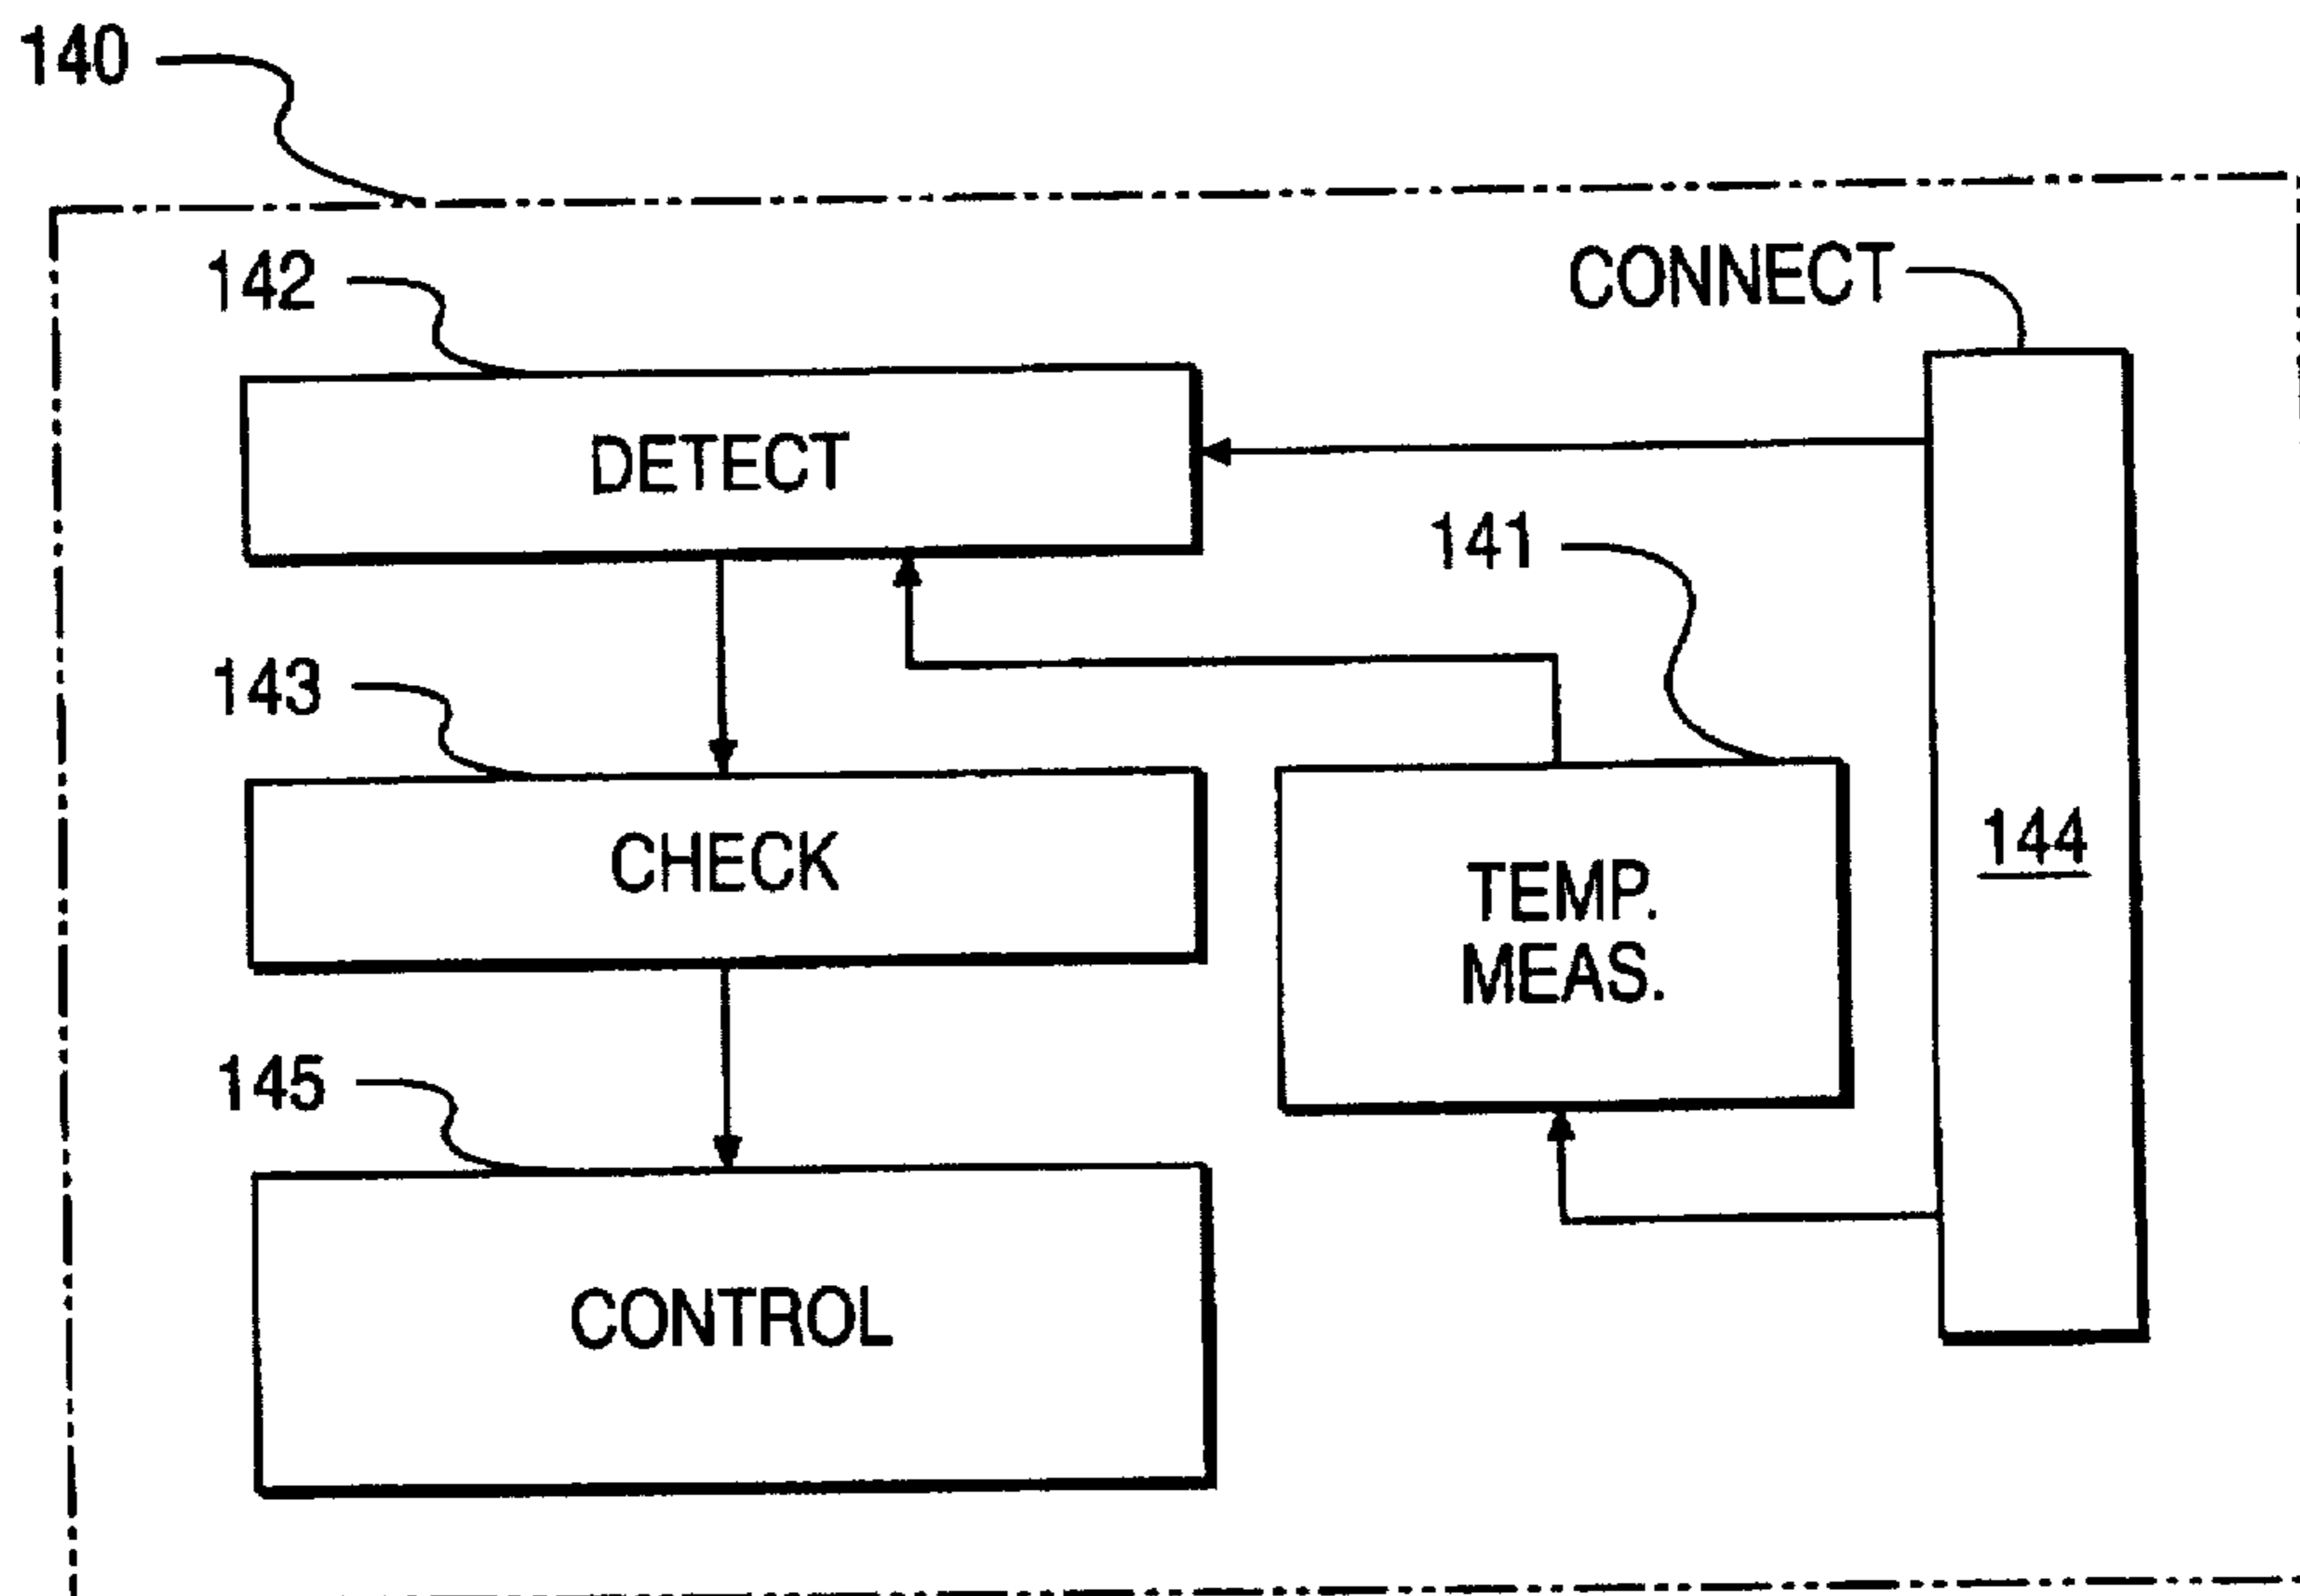 140
142
CONNECT
DETECT
141
143
144
CHECK
TEMP.
MEAS.
145
CONTROL